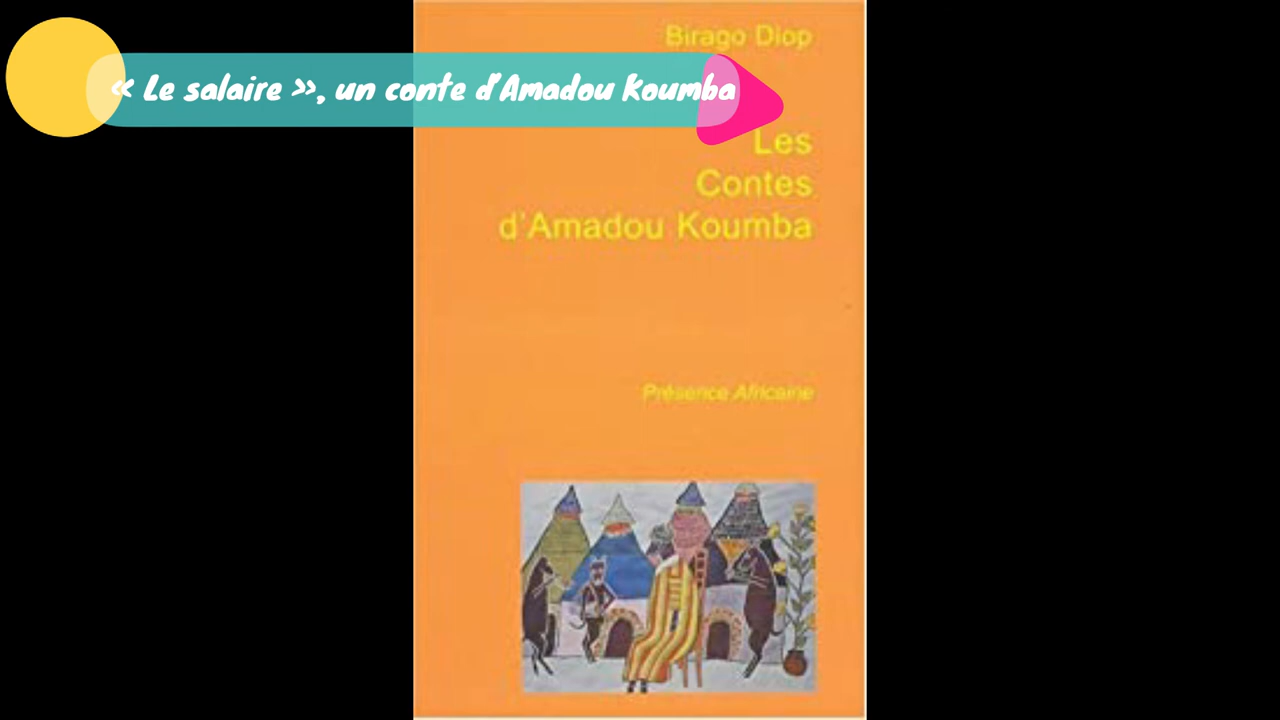 Birago Diop
« Le salaire », un conte d'Amadou Koumba
Les
Contes
d'Amadou Koumba
Présence Africaine